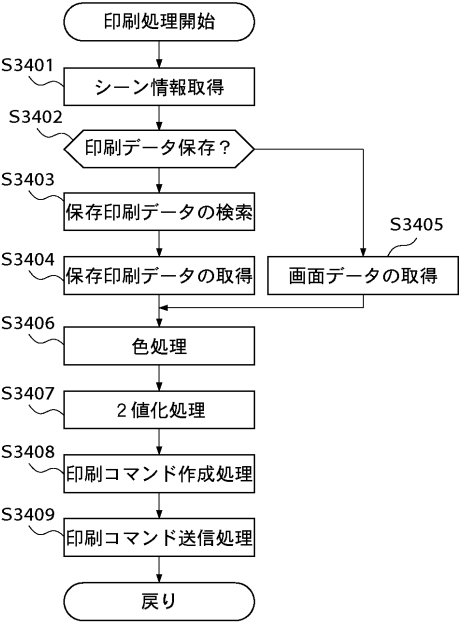 印刷処理開始
S3401
シーン情報取得
S3402
印刷データ保存？
S3403
保存印刷データの検索
S3405
S3404
保存印刷データの取得
画面データの取得
S3406
色処理
S3407
２値化処理
S3408
印刷コマンド作成処理
S3409
印刷コマンド送信処理
戻り